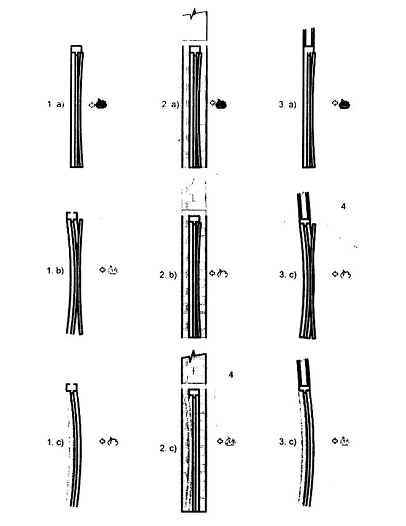 1. a)
2. a)
3. a)
4
1. b)
2. b)
3. c)
4
1. c)
2. c)
3. c)